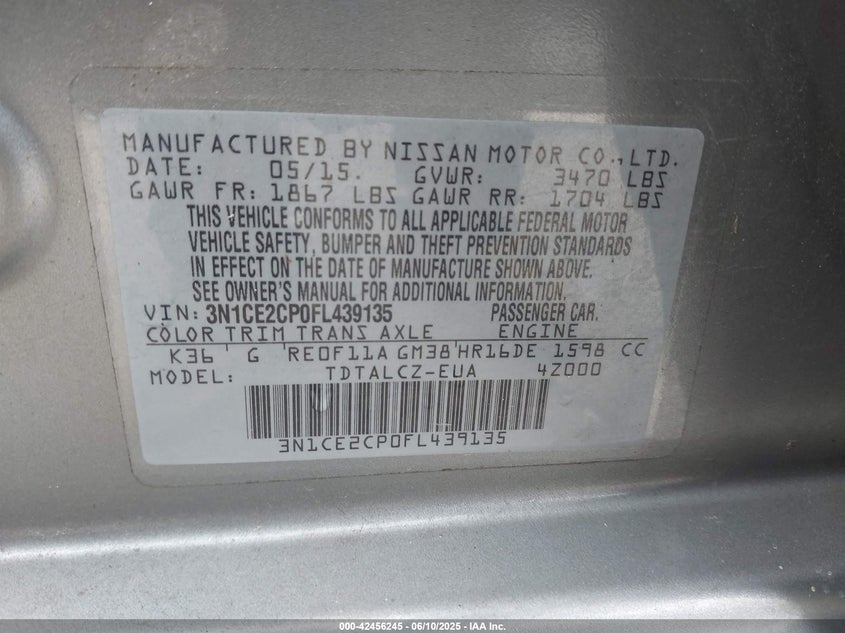 MANUFACTURED BY NISSAN MOTOR CO., LTD.
DATE: 05/15. GVWR: 3470 LBS
GAWR FR: 1867 LBS GAWR RR: 1704 LBS
THIS VEHICLE CONFORMS TO ALL APPLICABLE FEDERAL MOTOR
VEHICLE SAFETY, BUMPER AND THEFT PREVENTION STANDARDS
IN EFFECT ON THE DATE OF MANUFACTURE SHOWN ABOVE.
SEE OWNER'S MANUAL FOR ADDITIONAL INFORMATION.
VIN: 3N1CE2CP0FL439135 PASSENGER CAR.
COLOR TRIM TRANS AXLE ENGINE
K36 G RE0F11A GM38 HR16DE 1598 CC
MODEL: TDTALCZ-EUA 4Z000
3N1CE2CP0FL439135
000-42456245 - 06/10/2025 - IAA Inc.